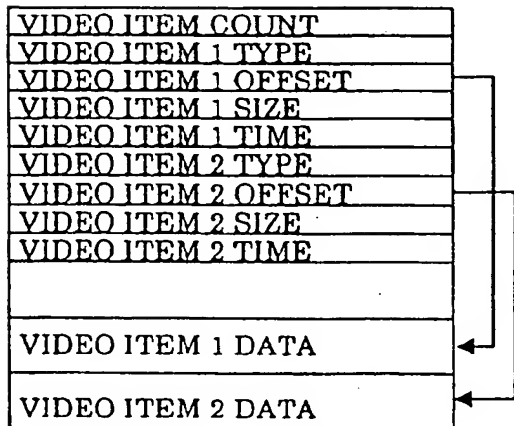 VIDEO ITEM COUNT
VIDEO ITEM 1 TYPE
VIDEO ITEM 1 OFFSET
VIDEO ITEM 1 SIZE
VIDEO ITEM 1 TIME
VIDEO ITEM 2 TYPE
VIDEO ITEM 2 OFFSET
VIDEO ITEM 2 SIZE
VIDEO ITEM 2 TIME
VIDEO ITEM 1 DATA
VIDEO ITEM 2 DATA